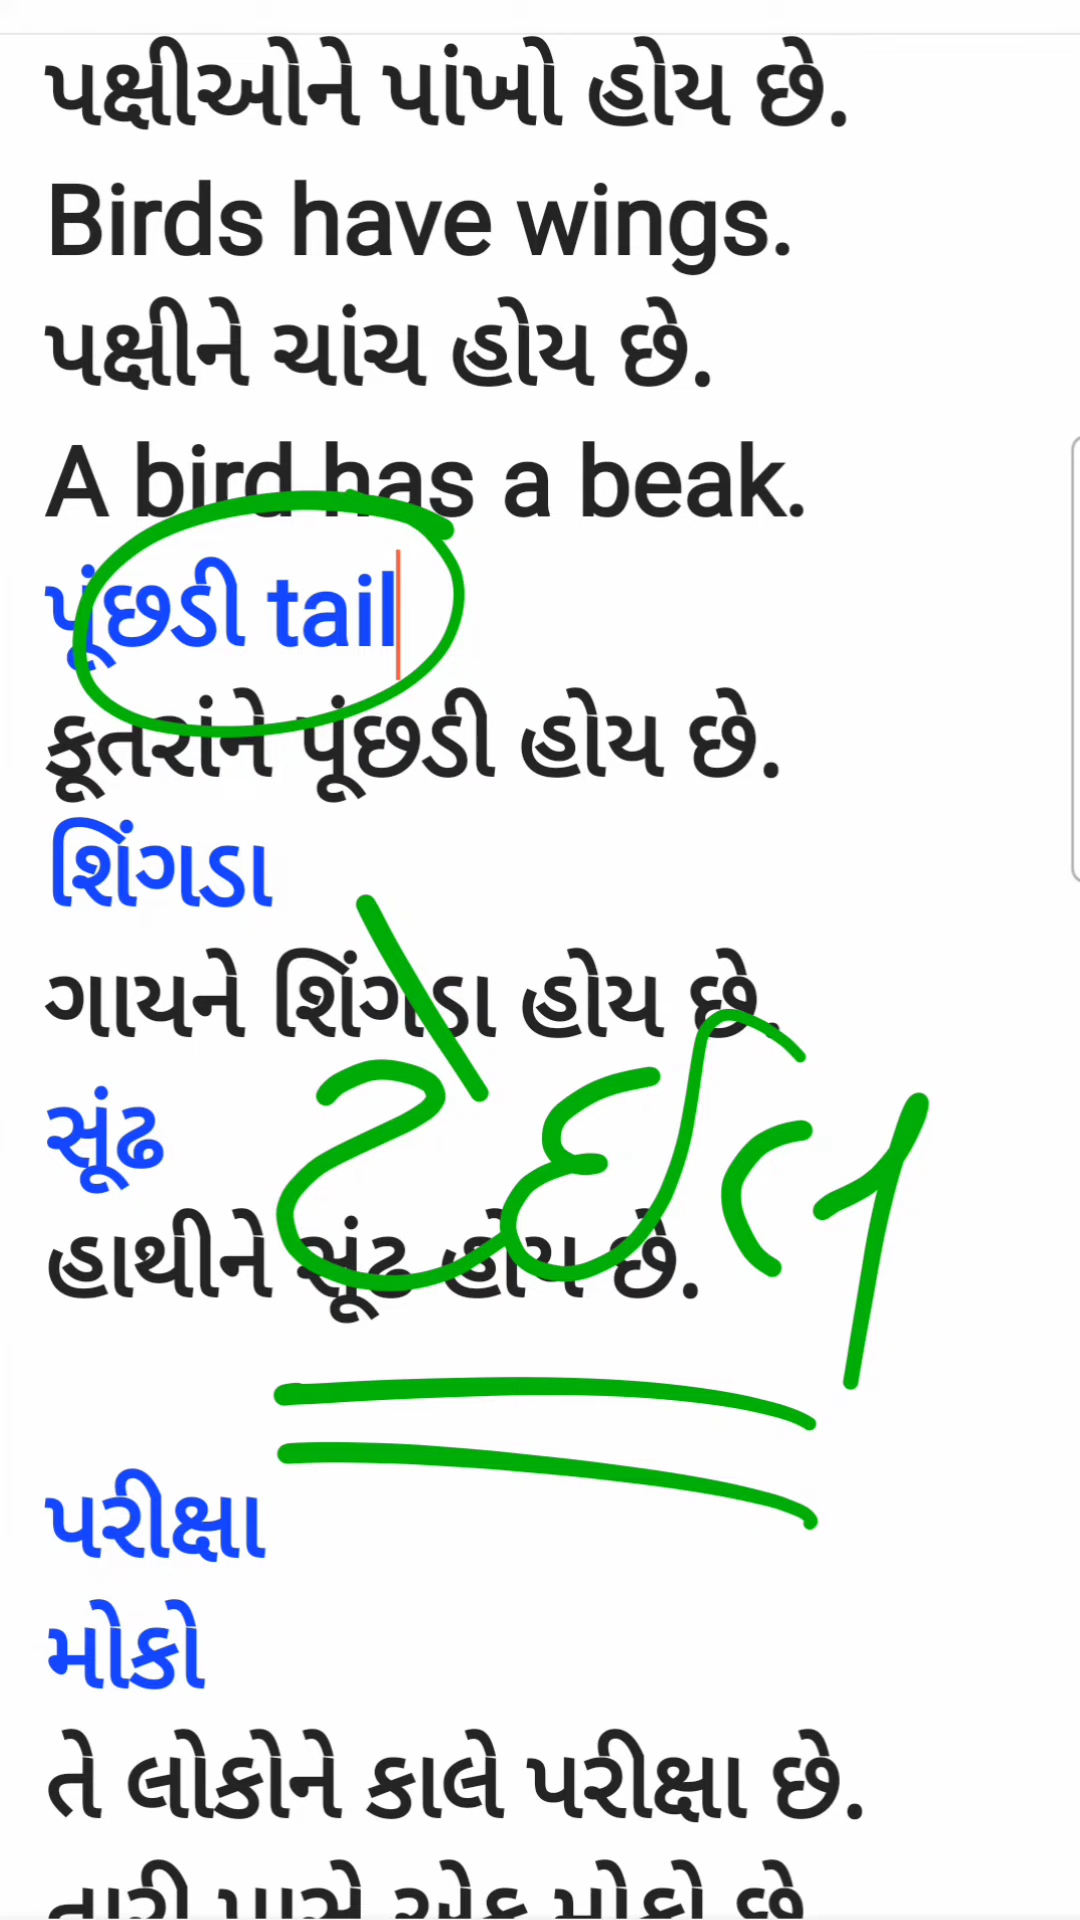 પક્ષીઓને પાંખો હોય છે.
Birds have wings.
પક્ષીને ચાંચ હોય છે.
A bird has a beak.
પૂંછડી tail
કૂતરાંને પૂંછડી હોય છે.
શિંગડા
ગાયને શિંગડા હોય છે.
સૂંઢ
ટેઈલ
હાથીને સૂંઢ હોય છે.
પરીક્ષા
મોકો
તે લોકોને કાલે પરીક્ષા છે.
તારી પાસે એક મોકો છે